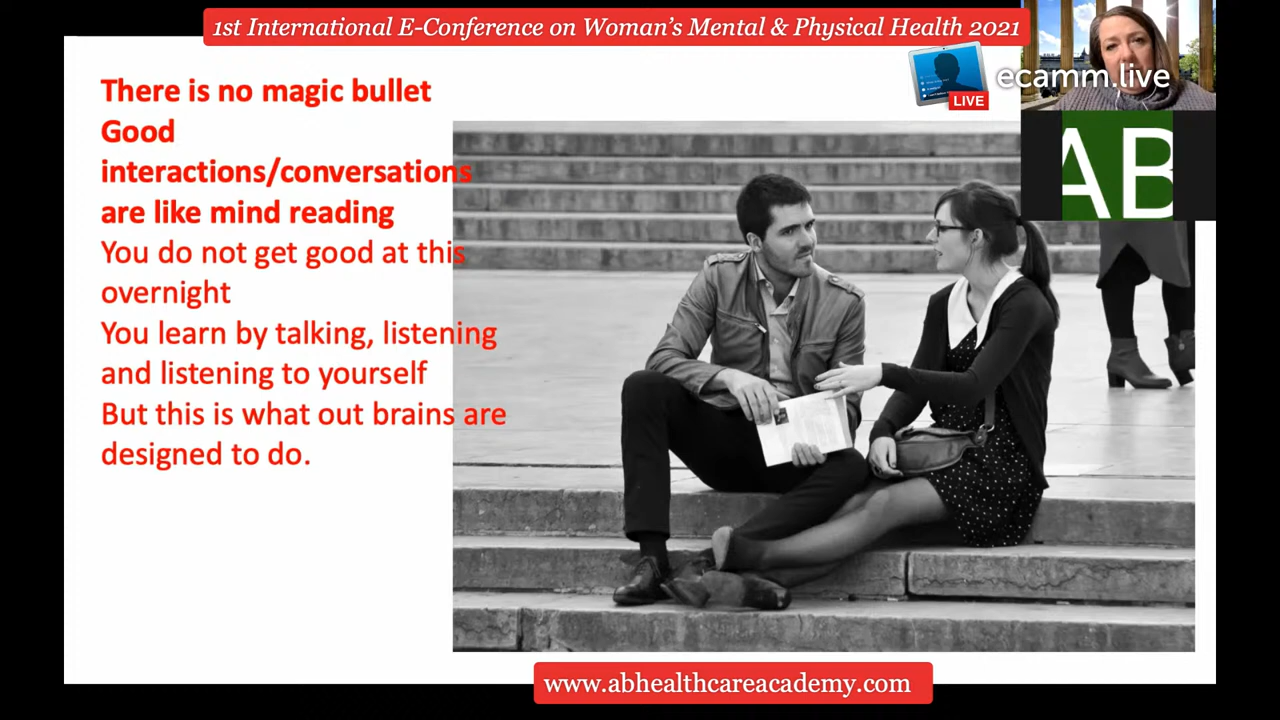 1st International E-Conference on Woman's Mental & Physical Health 2021
LIVE
ecamm.live
AB
There is no magic bullet
Good
interactions/conversations
are like mind reading
You do not get good at this
overnight
You learn by talking, listening
and listening to yourself
But this is what out brains are
designed to do.
www.abhealthcareacademy.com